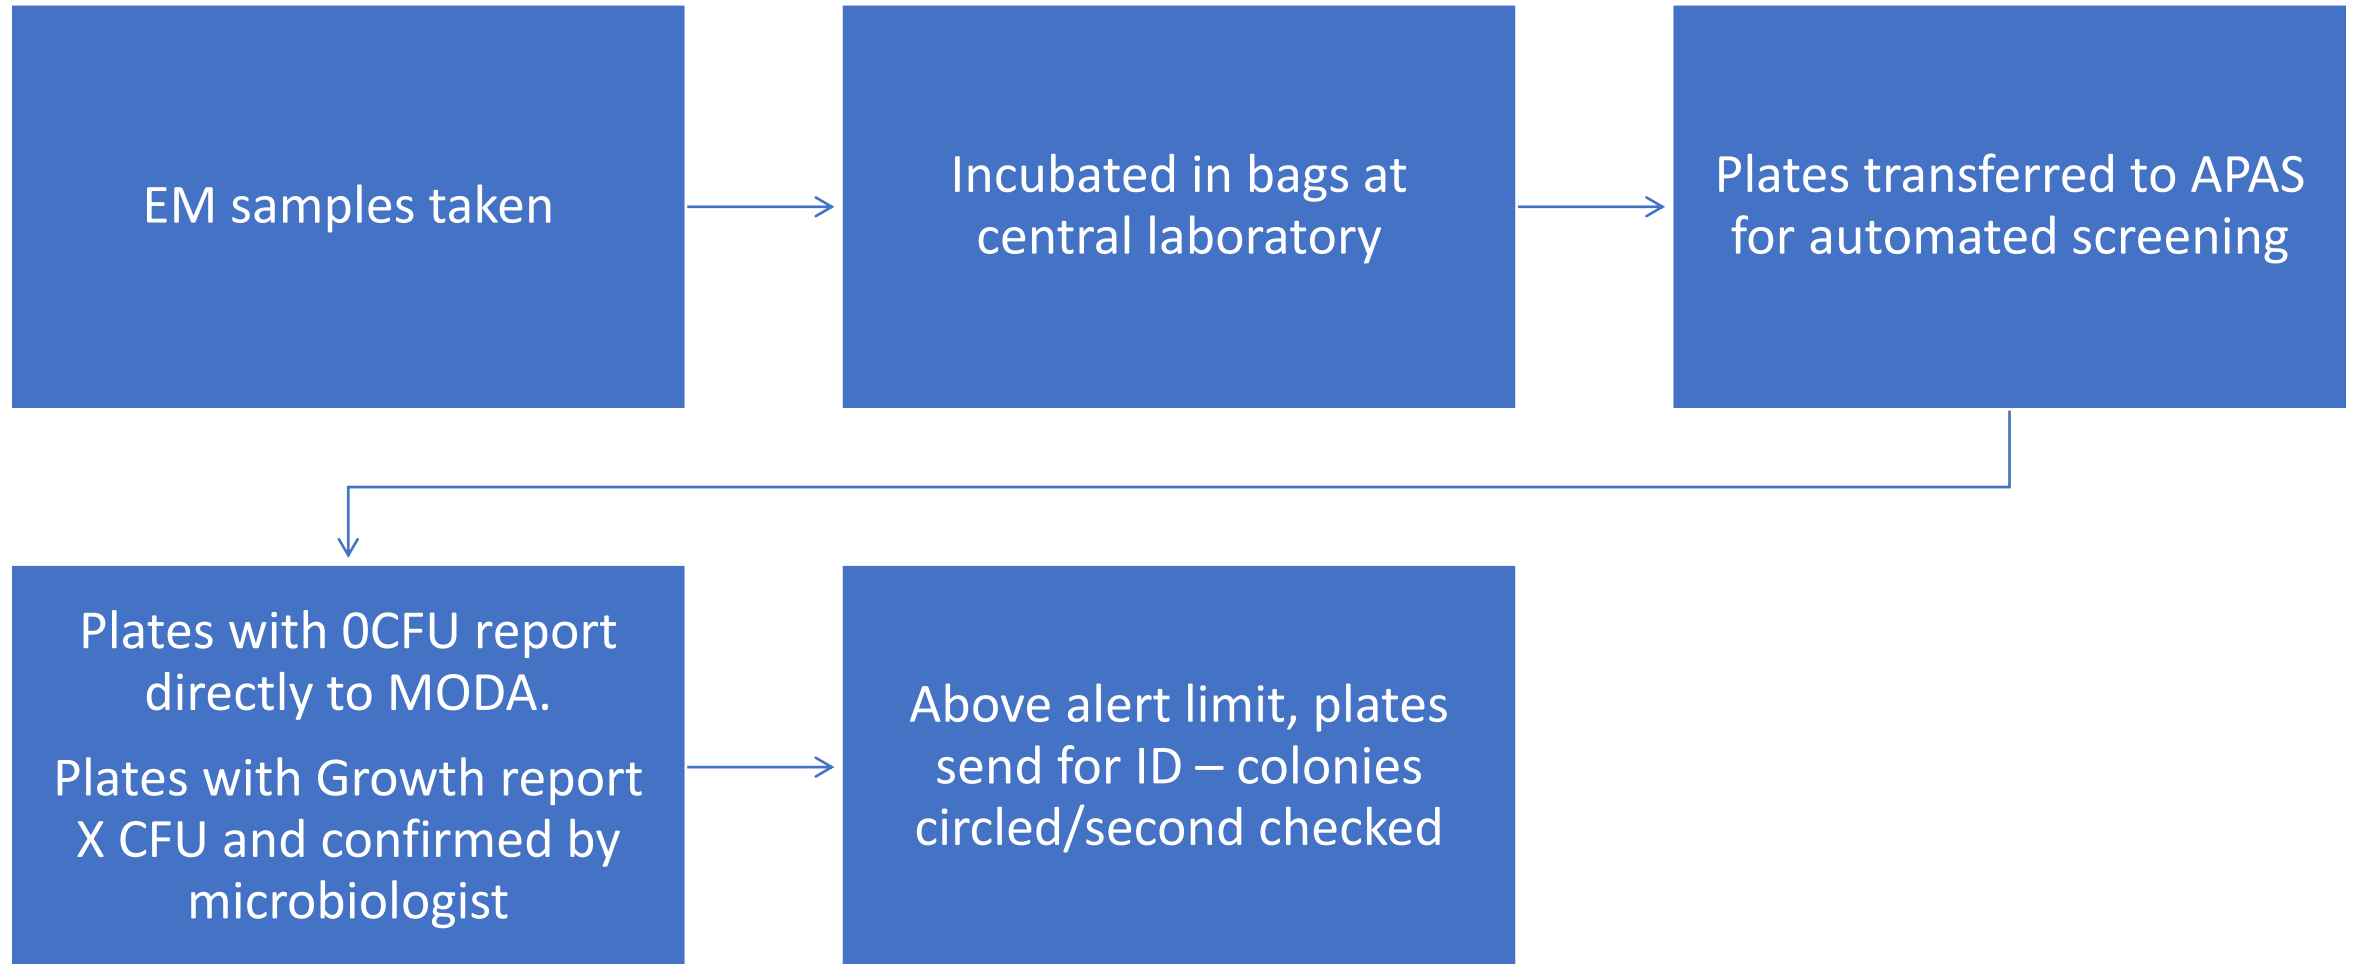 EM samples taken
Incubated in bags at
central laboratory
Plates transferred to APAS
for automated screening
Plates with 0CFU report
directly to MODA.
Plates with Growth report
X CFU and confirmed by
microbiologist
Above alert limit, plates
send for ID – colonies
circled/second checked